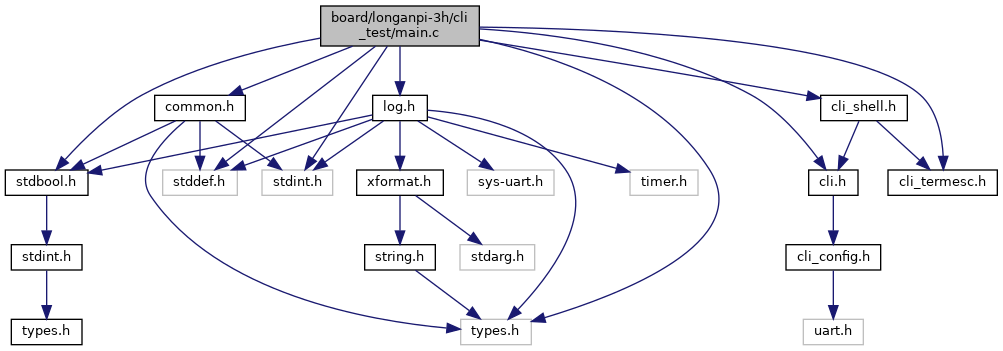 board/longanpi-3h/cli
_test/main.c
common.h
log.h
cli_shell.h
stdbool.h
stddef.h
stdint.h
xformat.h
sys-uart.h
timer.h
cli.h
cli_termesc.h
stdint.h
string.h
stdarg.h
cli_config.h
types.h
types.h
uart.h